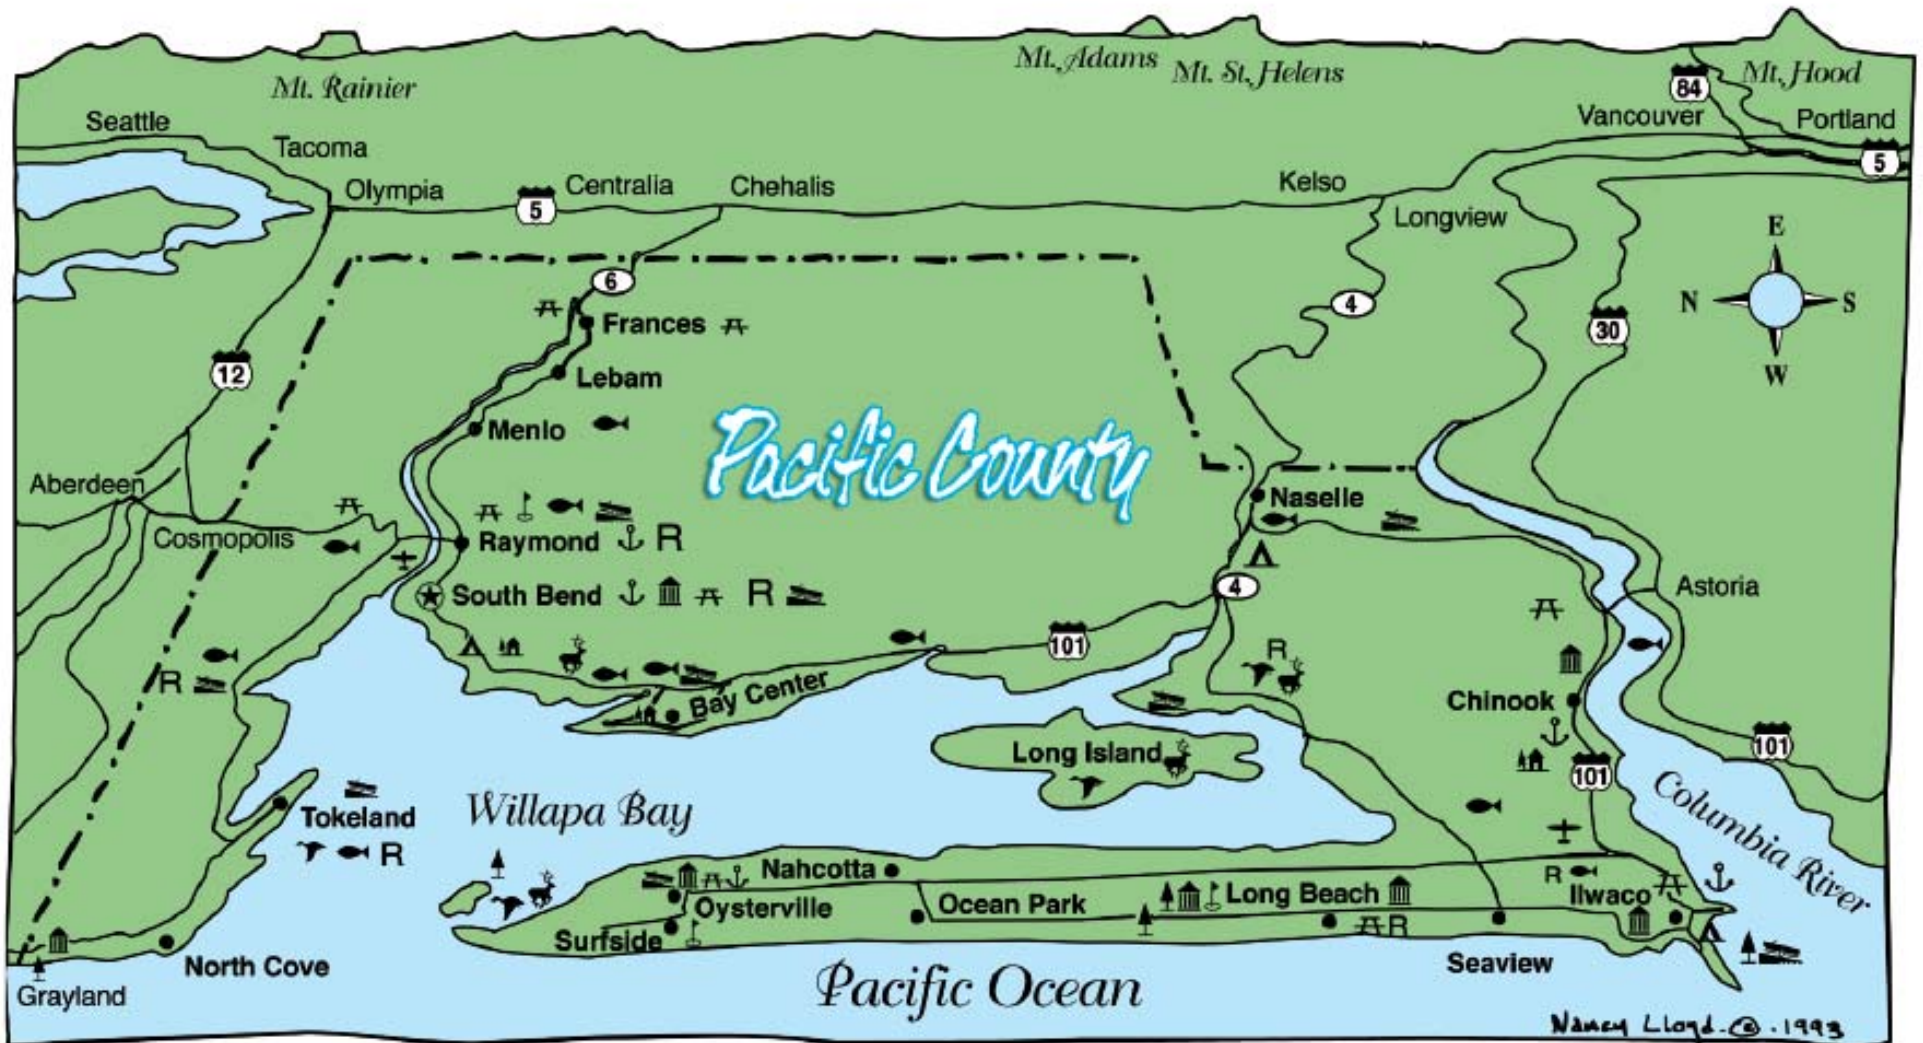 Mt. Adams
Mt. St. Helens
Mt. Rainier
Mt. Hood
84
Seattle
Vancouver
Portland
Tacoma
5
Olympia
5
Centralia
Chehalis
Kelso
Longview
E
N
S
W
6
4
30
Frances
12
Lebam
Menlo
Pacific County
Aberdeen
Naselle
Cosmopolis
Raymond
R
South Bend
R
4
Astoria
101
R
R
Bay Center
Chinook
101
Long Island
101
Tokeland
R
Willapa Bay
Columbia River
Nahcotta
R
Ilwaco
Oysterville
Ocean Park
Long Beach
R
Surfside
North Cove
Seaview
Grayland
Pacific Ocean
Nancy Lloyd © . 1993